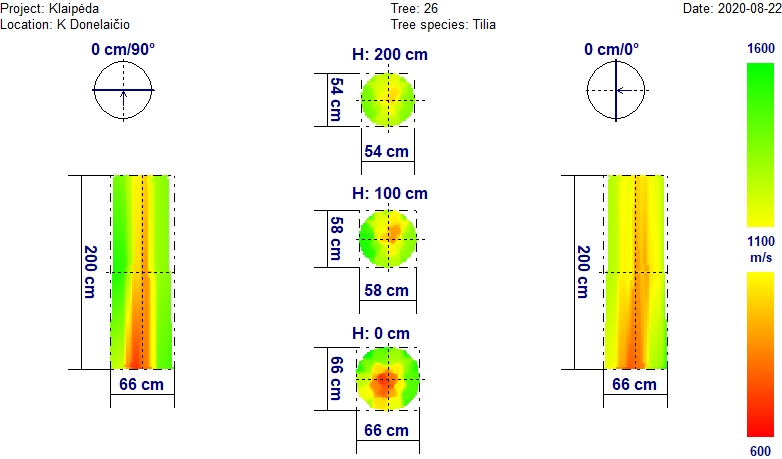 Project: Klaipėda
Tree: 26
Date: 2020-08-22
Location: K Donelaičio
Tree species: Tilia
0 cm/90°
H: 200 cm
0 cm/0°
1600
54 cm
54 cm
H: 100 cm
58 cm
58 cm
200 cm
200 cm
1100
m/s
H: 0 cm
66 cm
66 cm
66 cm
66 cm
600